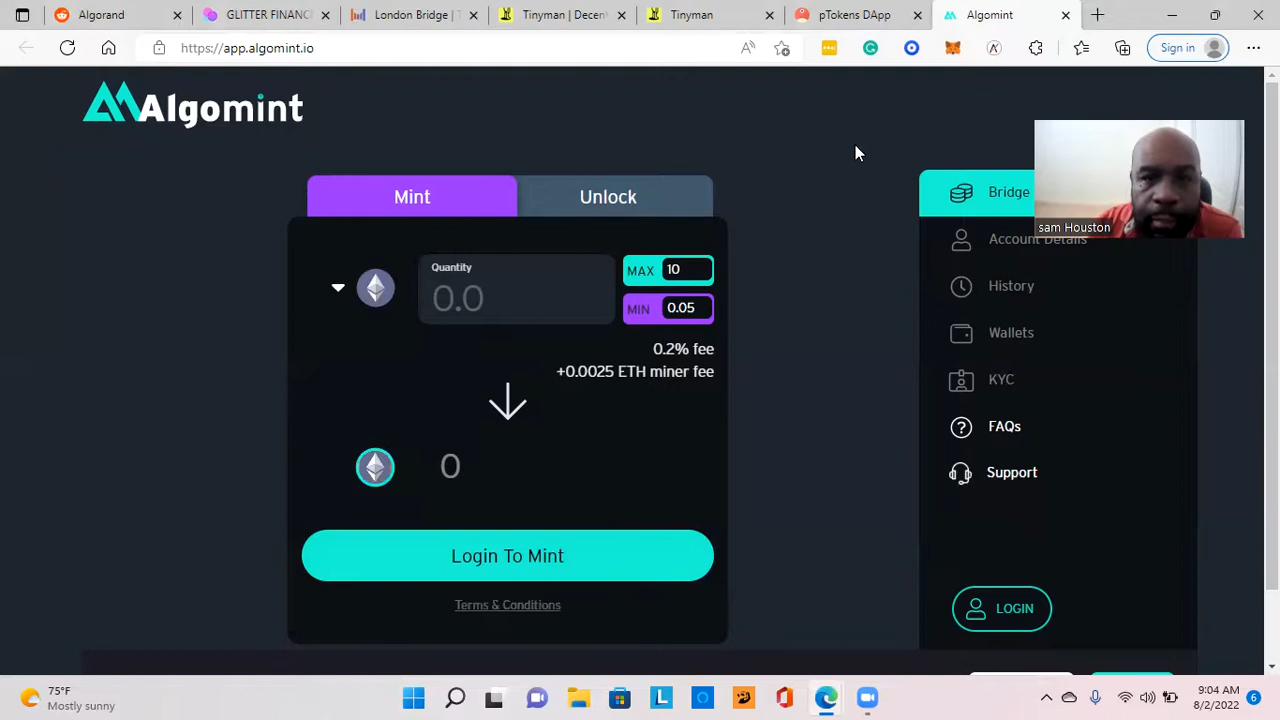 Algorand
GLITTER FINANC
London Bridge | T
Tinyman | Decen
Tinyman
pTokens DApp
Algomint
https://app.algomint.io
Sign in
Algomint
Mint
Unlock
Quantity
0.0
MAX 10
MIN 0.05
0.2% fee
+0.0025 ETH miner fee
0
Login To Mint
Terms & Conditions
Bridge
Account Details
History
Wallets
KYC
FAQs
Support
LOGIN
sam Houston
75°F
Mostly sunny
9:04 AM
8/2/2022
6